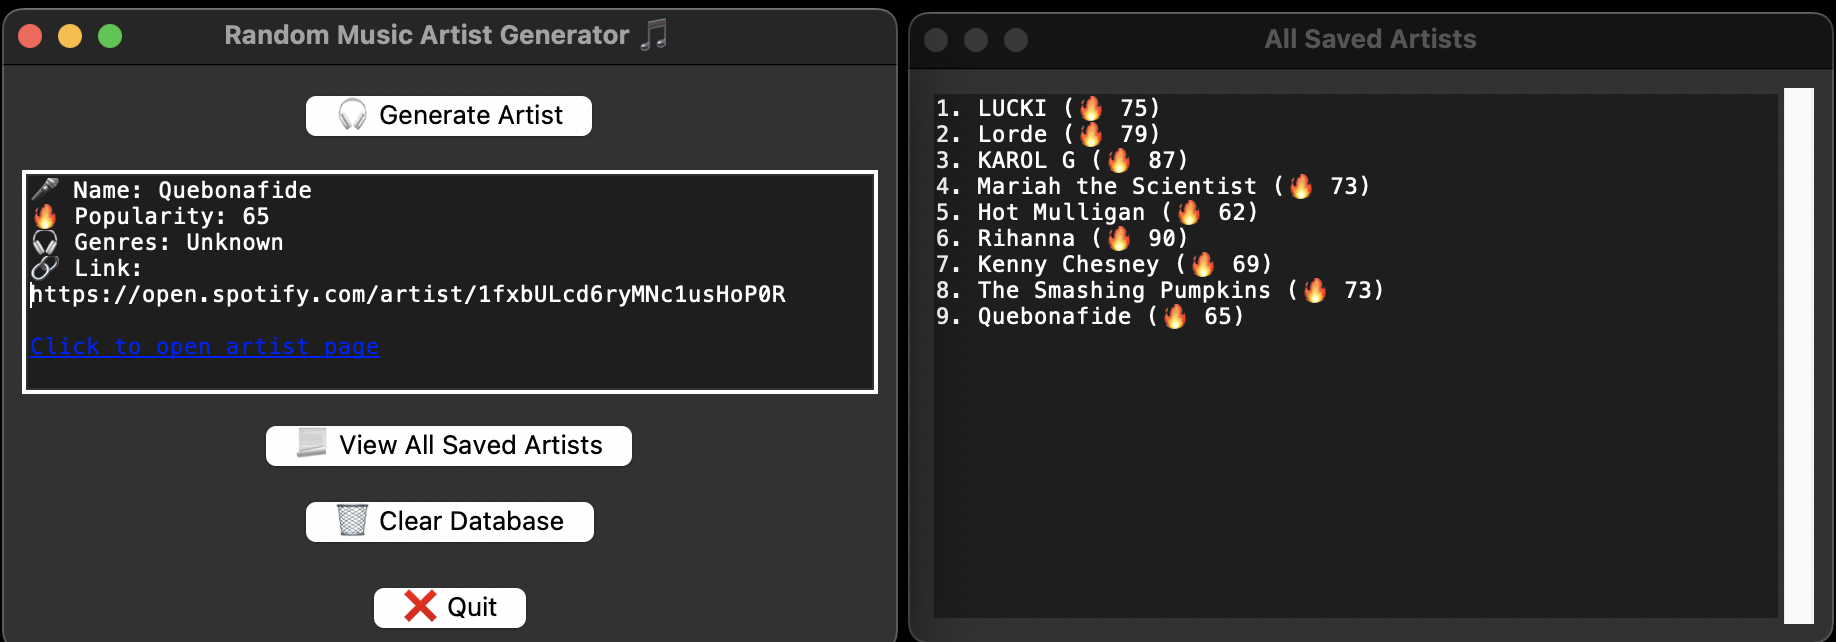 Random Music Artist Generator 🎵
🎧 Generate Artist
🎤 Name: Quebonafide
🔥 Popularity: 65
🎧 Genres: Unknown
🔗 Link:
https://open.spotify.com/artist/1fxbULcd6ryMNc1usHoP0R
Click to open artist page
📜 View All Saved Artists
🗑️ Clear Database
❌ Quit
All Saved Artists
1. LUCKI (🔥 75)
2. Lorde (🔥 79)
3. KAROL G (🔥 87)
4. Mariah the Scientist (🔥 73)
5. Hot Mulligan (🔥 62)
6. Rihanna (🔥 90)
7. Kenny Chesney (🔥 69)
8. The Smashing Pumpkins (🔥 73)
9. Quebonafide (🔥 65)